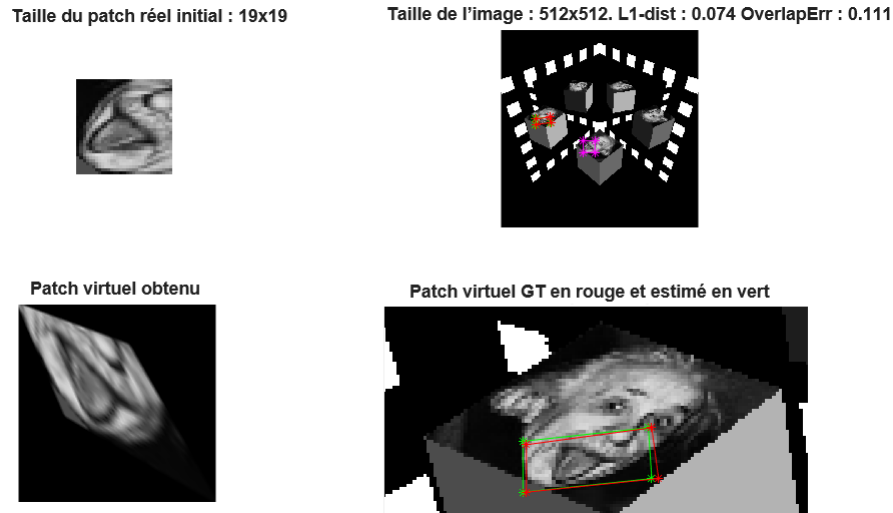 Taille du patch réel initial : 19x19
Taille de l’image : 512x512. L1-dist : 0.074 OverlapErr : 0.111
Patch virtuel obtenu
Patch virtuel GT en rouge et estimé en vert